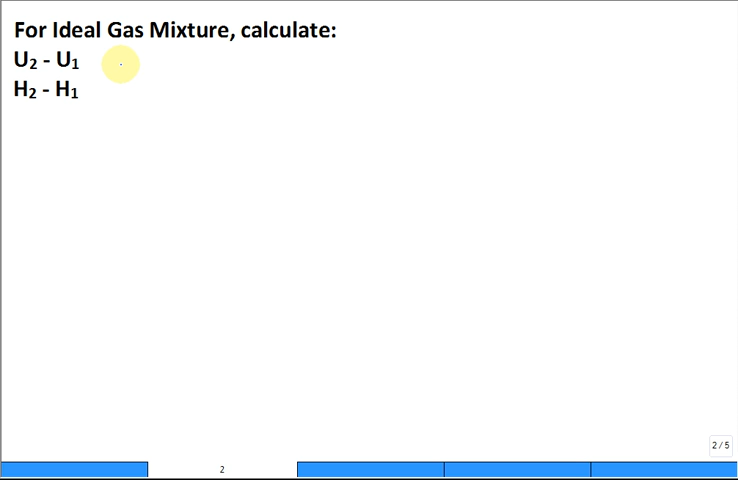 For Ideal Gas Mixture, calculate:
U₂ - U₁
H₂ - H₁
2 / 5
2